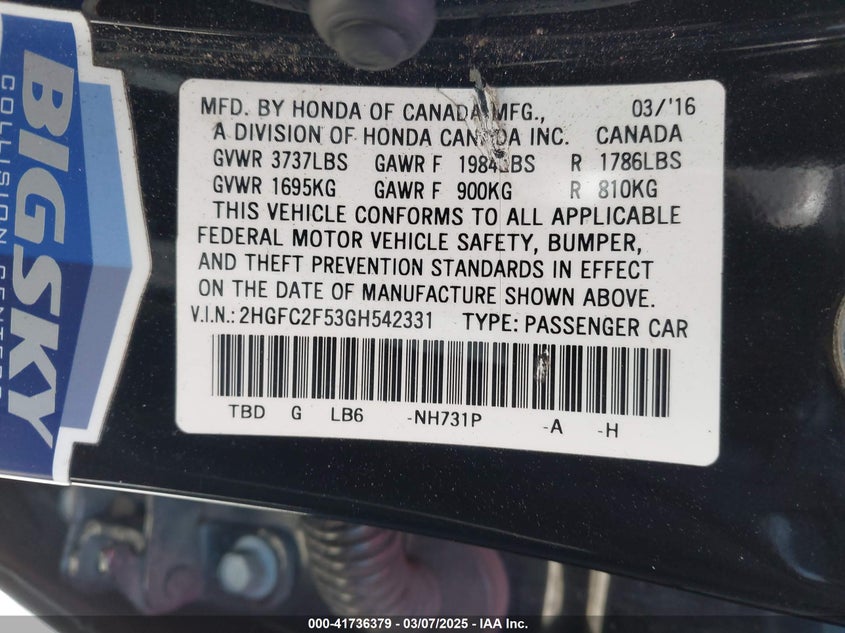 BIGSKY
COLLISION CENTERS
MFD. BY HONDA OF CANADA MFG., 03/'16
A DIVISION OF HONDA CANADA INC. CANADA
GVWR 3737LBS GAWR F 1984LBS R 1786LBS
GVWR 1695KG GAWR F 900KG R 810KG
THIS VEHICLE CONFORMS TO ALL APPLICABLE
FEDERAL MOTOR VEHICLE SAFETY, BUMPER,
AND THEFT PREVENTION STANDARDS IN EFFECT
ON THE DATE OF MANUFACTURE SHOWN ABOVE.
V.I.N.: 2HGFC2F53GH542331 TYPE: PASSENGER CAR
TBD G LB6 -NH731P -A -H
000-41736379 - 03/07/2025 - IAA Inc.